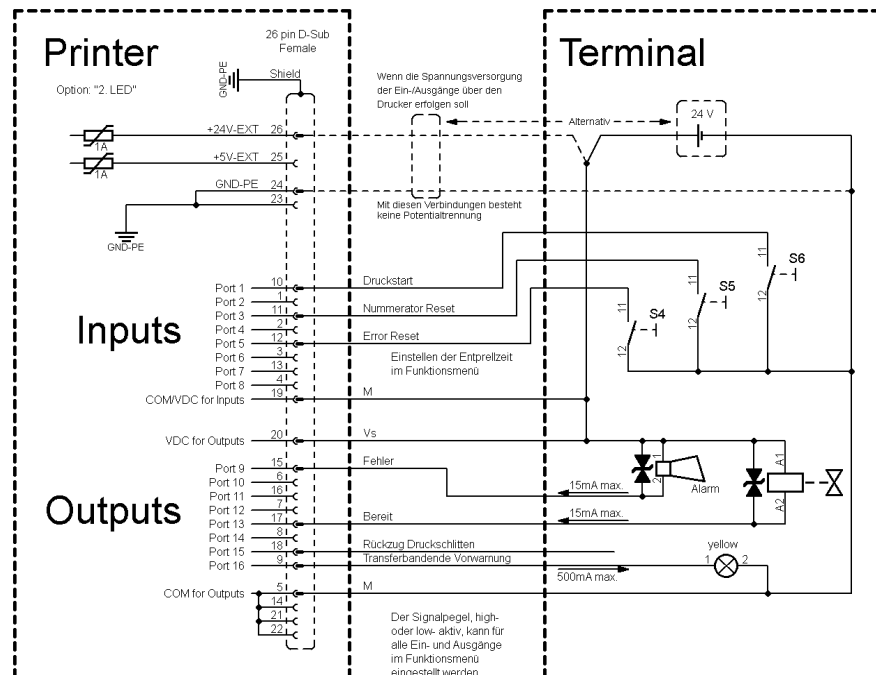 Printer
26 pin D-Sub
Female
Terminal
Option: "2. LED"
GND-PE
Shield
Wenn die Spannungsversorgung
der Ein-/Ausgänge über den
Drucker erfolgen soll
Alternativ
24 V
+24V-EXT 26
1A
+5V-EXT 25
1A
GND-PE 24
23
GND-PE
Mit diesen Verbindungen besteht
keine Potentialtrennung
Inputs
Port 1 10 Druckstart
Port 2 1
Port 3 11 Nummerator Reset
Port 4 2
Port 5 12 Error Reset
Port 6 3
Port 7 13
Port 8 4
COM/VDC for Inputs 19 M
Einstellen der Entprellzeit
im Funktionsmenü
11 S6
12
11 S5
12
11 S4
12
VDC for Outputs 20 Vs
Outputs
Port 9 15 Fehler
Port 10 6
Port 11 16
Port 12 7
Port 13 17 Bereit
Port 14 8
Port 15 18 Rückzug Druckschlitten
Port 16 9 Transferbandende Vorwarnung
15mA max.
1
2
Alarm
A1
A2
15mA max.
yellow
1 2
500mA max.
COM for Outputs 5 M
14
21
22
Der Signalpegel, high-
oder low- aktiv, kann für
alle Ein- und Ausgänge
im Funktionsmenü
eingestellt werden